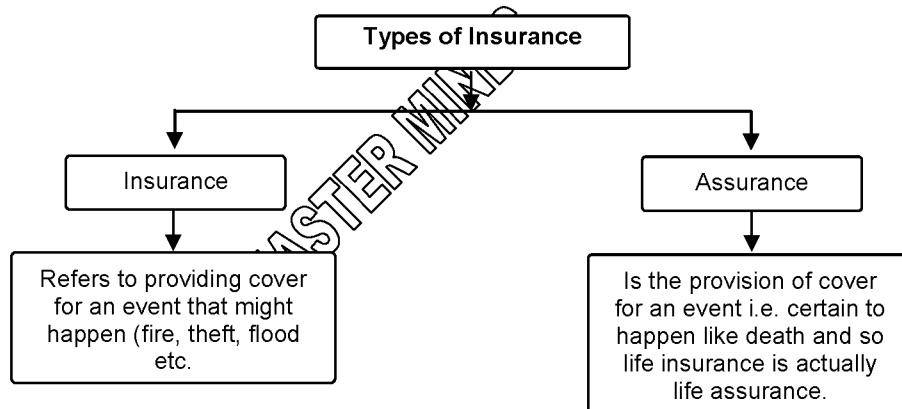 Types of Insurance
MASTER MINDS
Insurance
Assurance
Refers to providing cover
for an event that might
happen (fire, theft, flood
etc.
Is the provision of cover
for an event i.e. certain to
happen like death and so
life insurance is actually
life assurance.